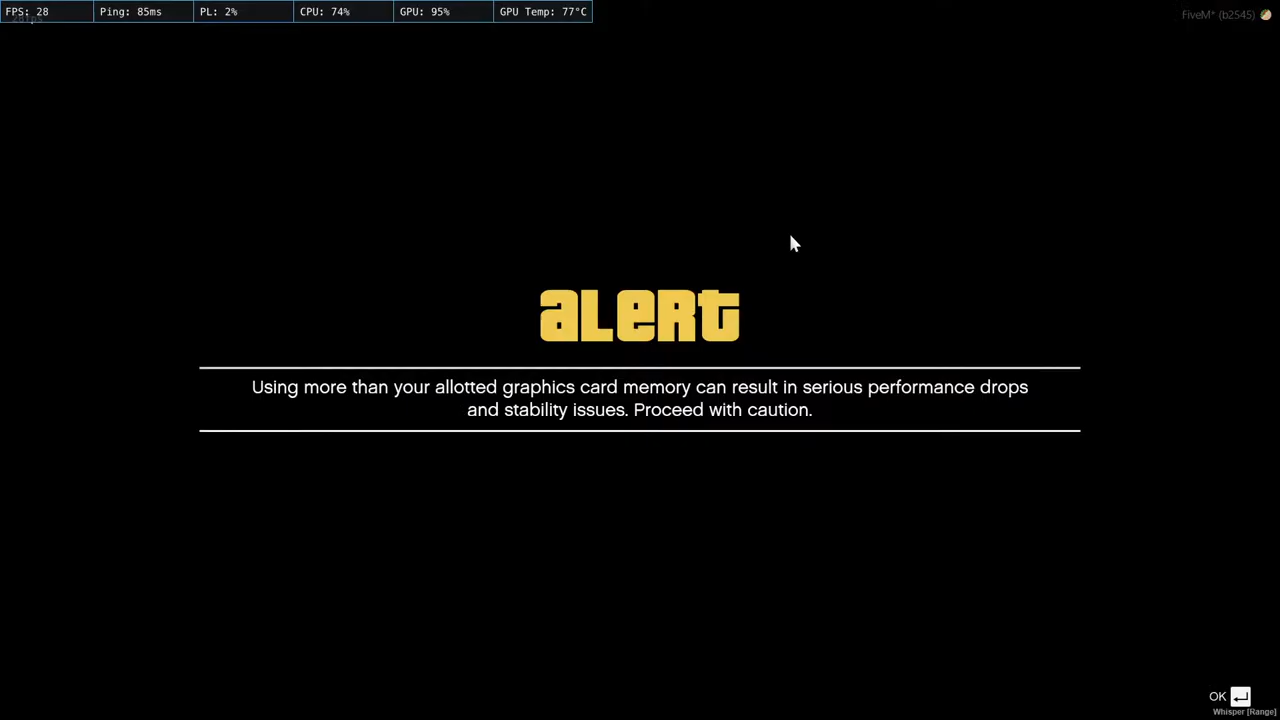 FPS: 28 Ping: 85ms PL: 2% CPU: 74% GPU: 95% GPU Temp: 77°C
28fps
FiveM* (b2545)
aLeRt
Using more than your allotted graphics card memory can result in serious performance drops
and stability issues. Proceed with caution.
OK
Whisper [Range]